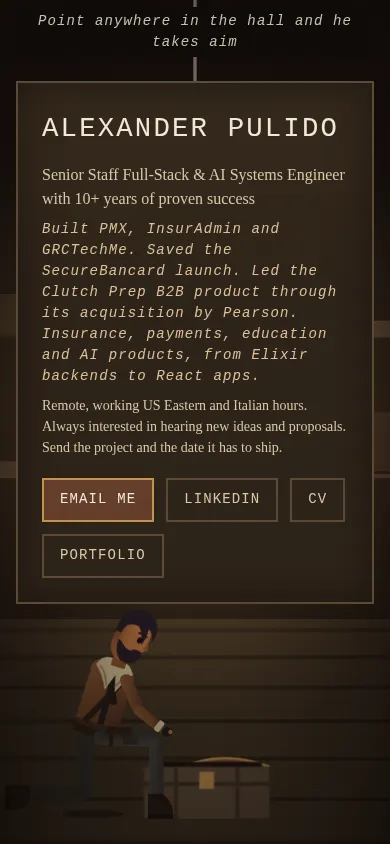 Point anywhere in the hall and he
takes aim
ALEXANDER PULIDO
Senior Staff Full-Stack & AI Systems Engineer
with 10+ years of proven success
Built PMX, InsurAdmin and
GRCTechMe. Saved the
SecureBancard launch. Led the
Clutch Prep B2B product through
its acquisition by Pearson.
Insurance, payments, education
and AI products, from Elixir
backends to React apps.
Remote, working US Eastern and Italian hours.
Always interested in hearing new ideas and proposals.
Send the project and the date it has to ship.
EMAIL ME
LINKEDIN
CV
PORTFOLIO